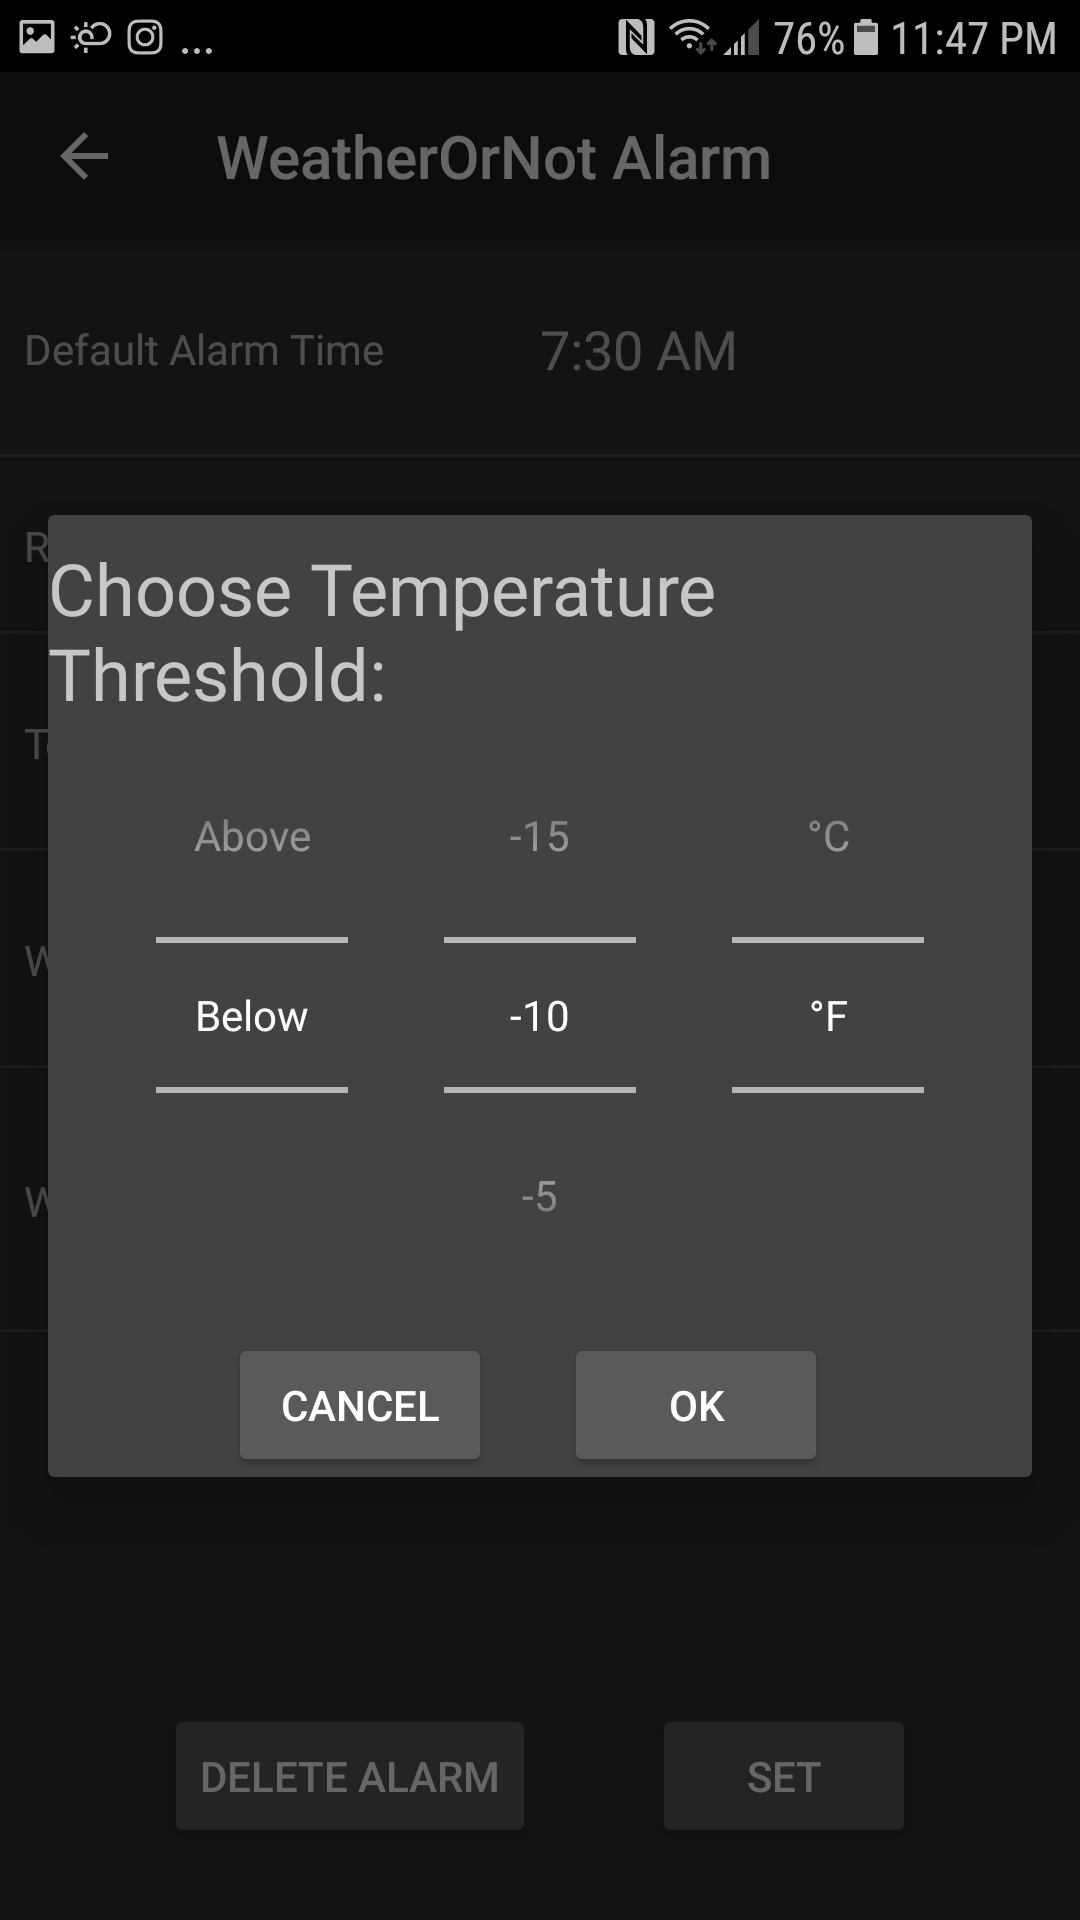 ... 76% 11:47 PM
WeatherOrNot Alarm
Default Alarm Time 7:30 AM
Choose Temperature
Threshold:
Above -15 °C
Below -10 °F
-5
CANCEL OK
DELETE ALARM SET